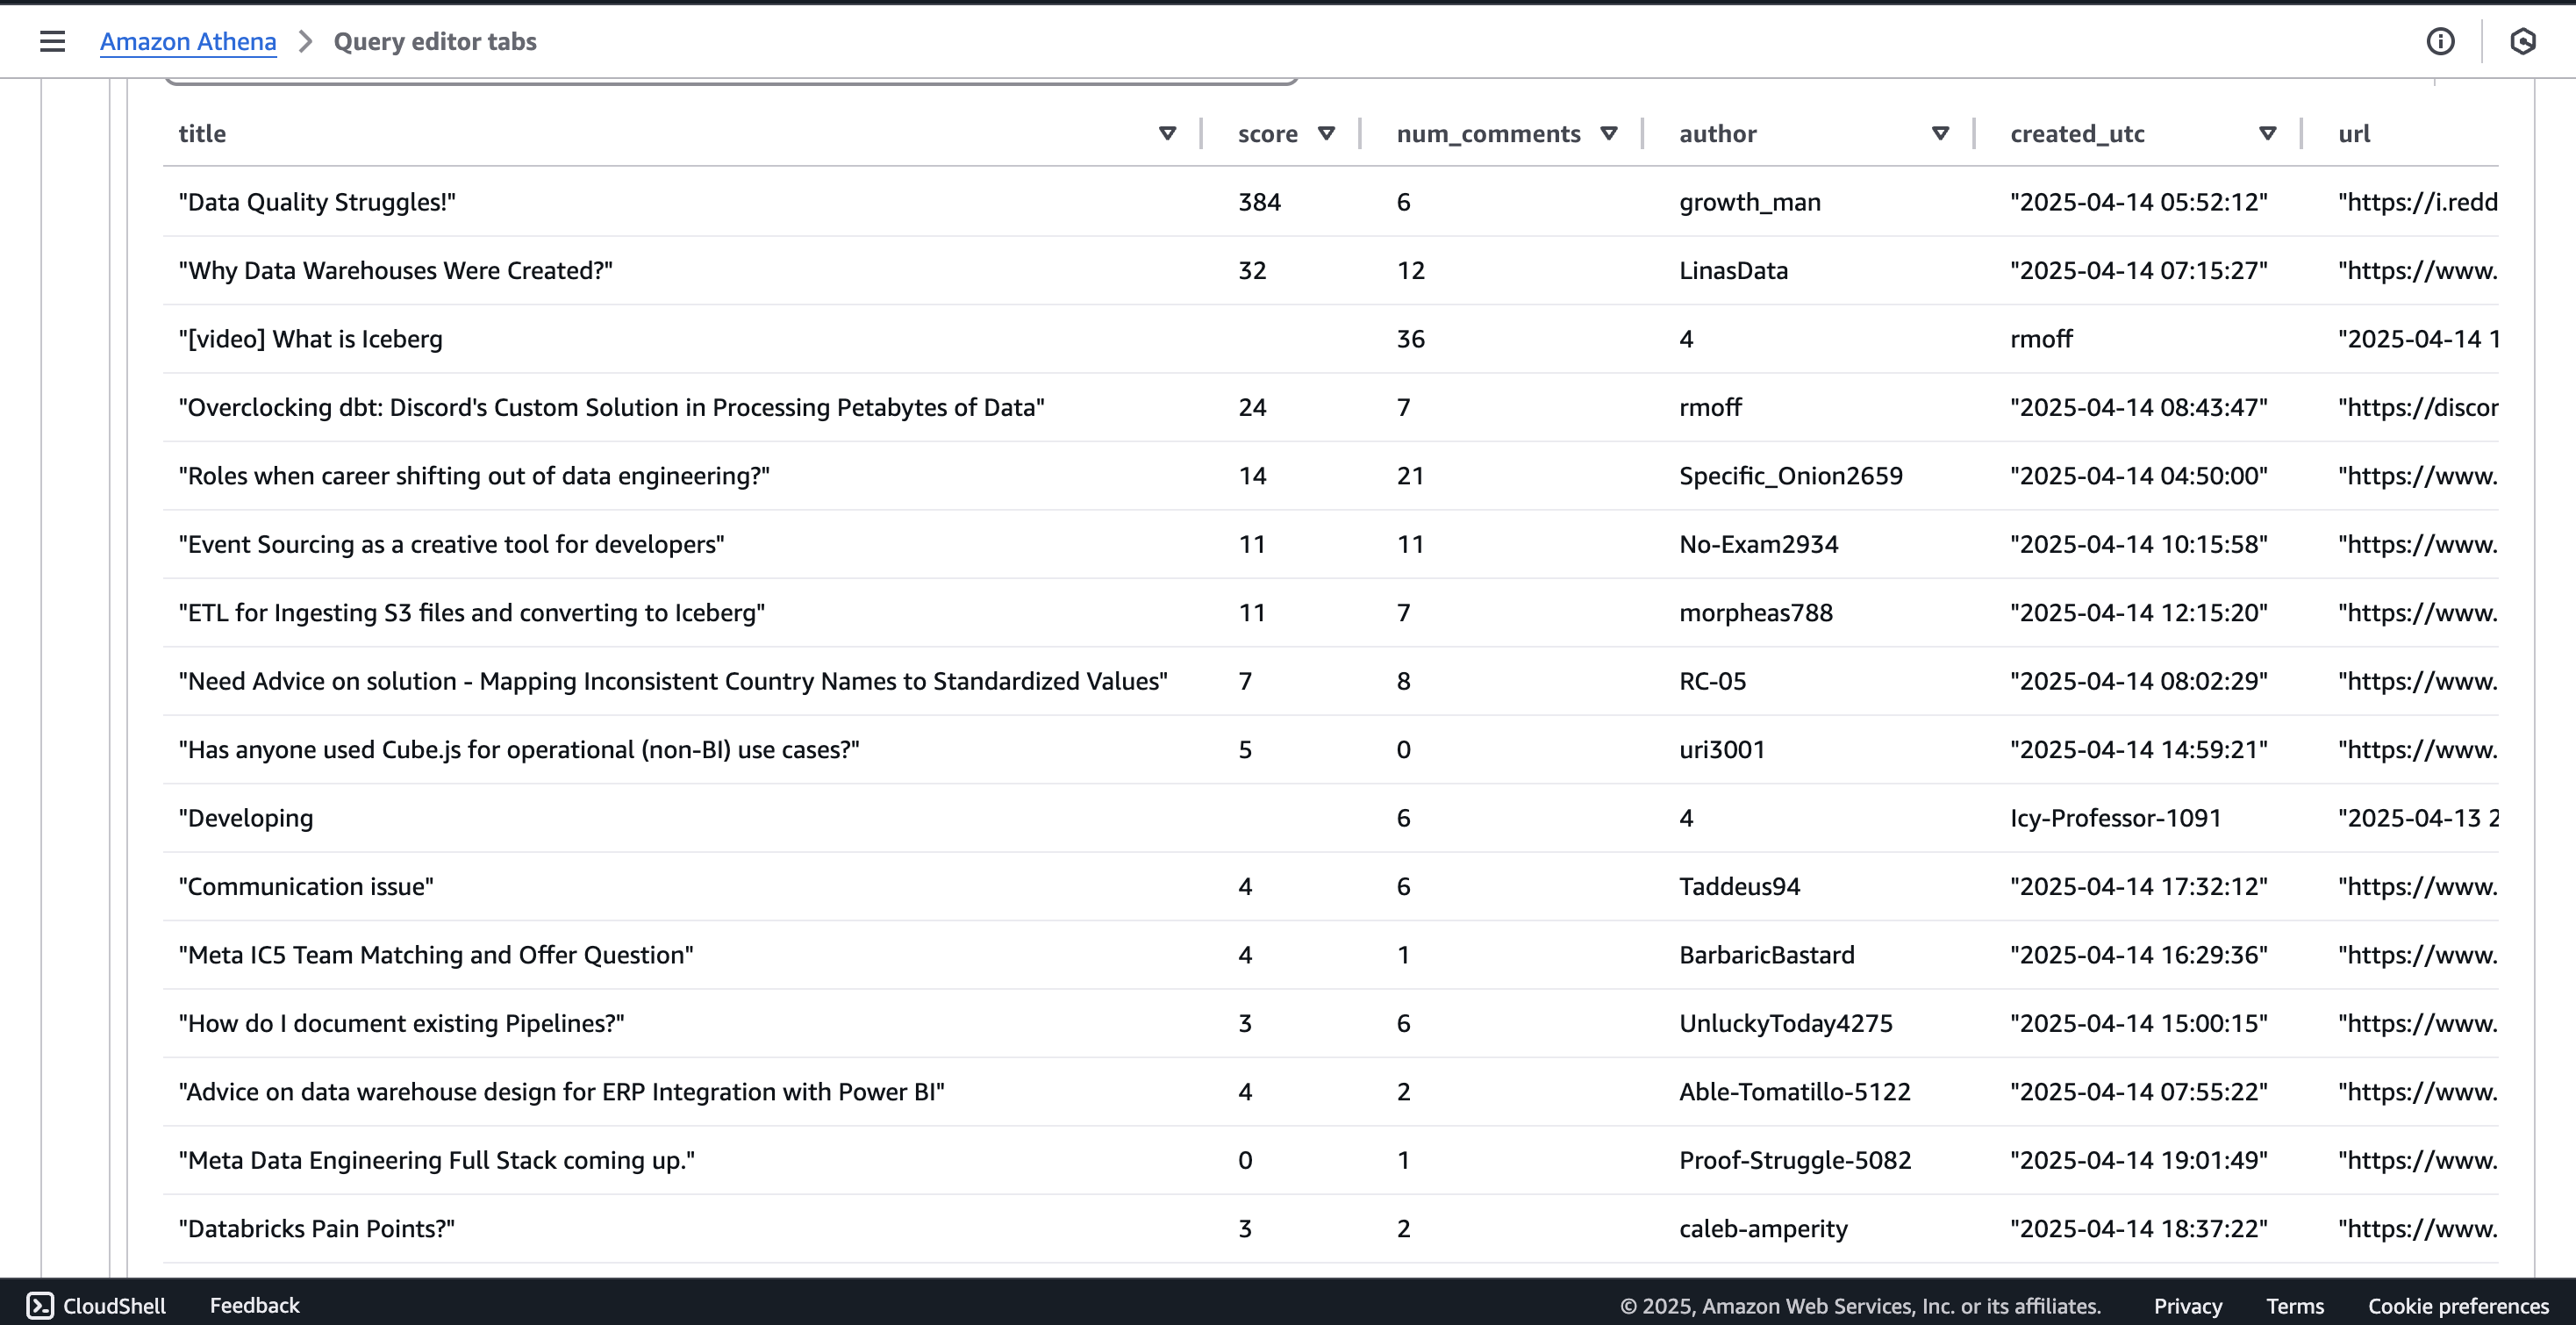 Amazon Athena > Query editor tabs
title score num_comments author created_utc url
"Data Quality Struggles!" 384 6 growth_man "2025-04-14 05:52:12" "https://i.redd
"Why Data Warehouses Were Created?" 32 12 LinasData "2025-04-14 07:15:27" "https://www.
"[video] What is Iceberg 36 4 rmoff "2025-04-14 1
"Overclocking dbt: Discord's Custom Solution in Processing Petabytes of Data" 24 7 rmoff "2025-04-14 08:43:47" "https://discor
"Roles when career shifting out of data engineering?" 14 21 Specific_Onion2659 "2025-04-14 04:50:00" "https://www.
"Event Sourcing as a creative tool for developers" 11 11 No-Exam2934 "2025-04-14 10:15:58" "https://www.
"ETL for Ingesting S3 files and converting to Iceberg" 11 7 morpheas788 "2025-04-14 12:15:20" "https://www.
"Need Advice on solution - Mapping Inconsistent Country Names to Standardized Values" 7 8 RC-05 "2025-04-14 08:02:29" "https://www.
"Has anyone used Cube.js for operational (non-BI) use cases?" 5 0 uri3001 "2025-04-14 14:59:21" "https://www.
"Developing 6 4 Icy-Professor-1091 "2025-04-13 2
"Communication issue" 4 6 Taddeus94 "2025-04-14 17:32:12" "https://www.
"Meta IC5 Team Matching and Offer Question" 4 1 BarbaricBastard "2025-04-14 16:29:36" "https://www.
"How do I document existing Pipelines?" 3 6 UnluckyToday4275 "2025-04-14 15:00:15" "https://www.
"Advice on data warehouse design for ERP Integration with Power BI" 4 2 Able-Tomatillo-5122 "2025-04-14 07:55:22" "https://www.
"Meta Data Engineering Full Stack coming up." 0 1 Proof-Struggle-5082 "2025-04-14 19:01:49" "https://www.
"Databricks Pain Points?" 3 2 caleb-amperity "2025-04-14 18:37:22" "https://www.
CloudShell Feedback © 2025, Amazon Web Services, Inc. or its affiliates. Privacy Terms Cookie preferences